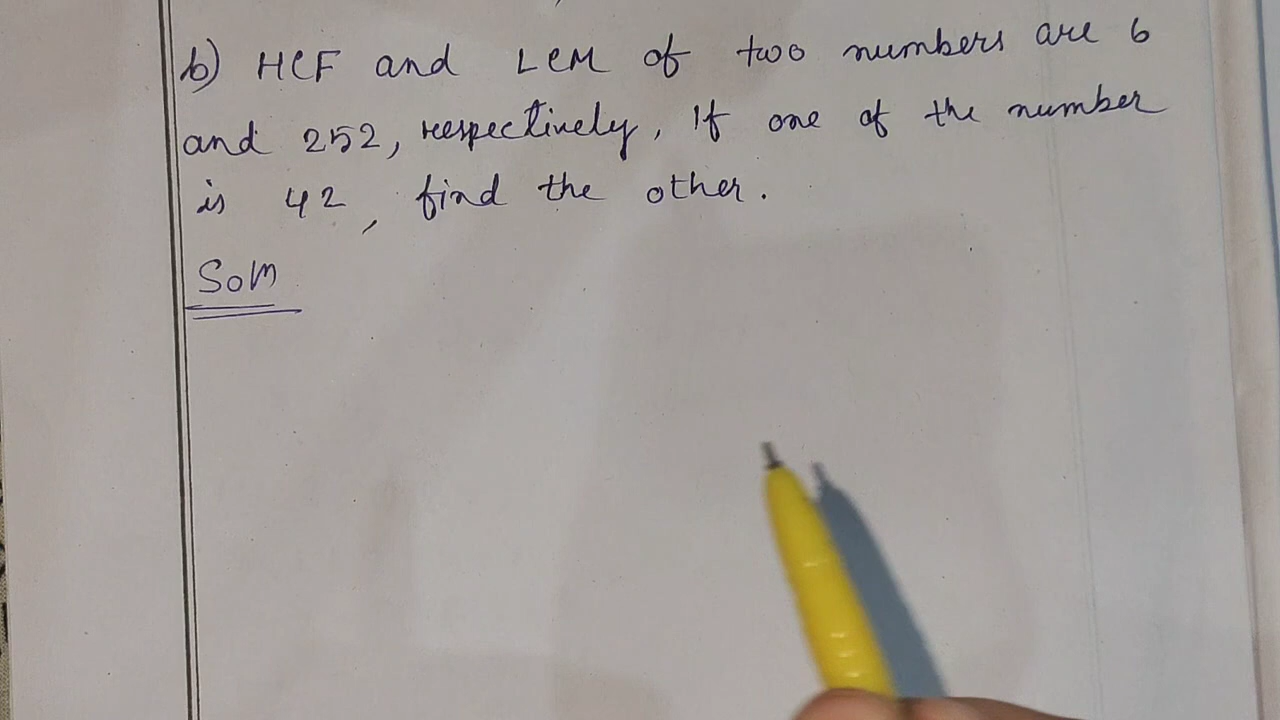 b) HCF and LCM of two numbers are 6
and 252, respectively, If one of the number
is 42, find the other.
Soln